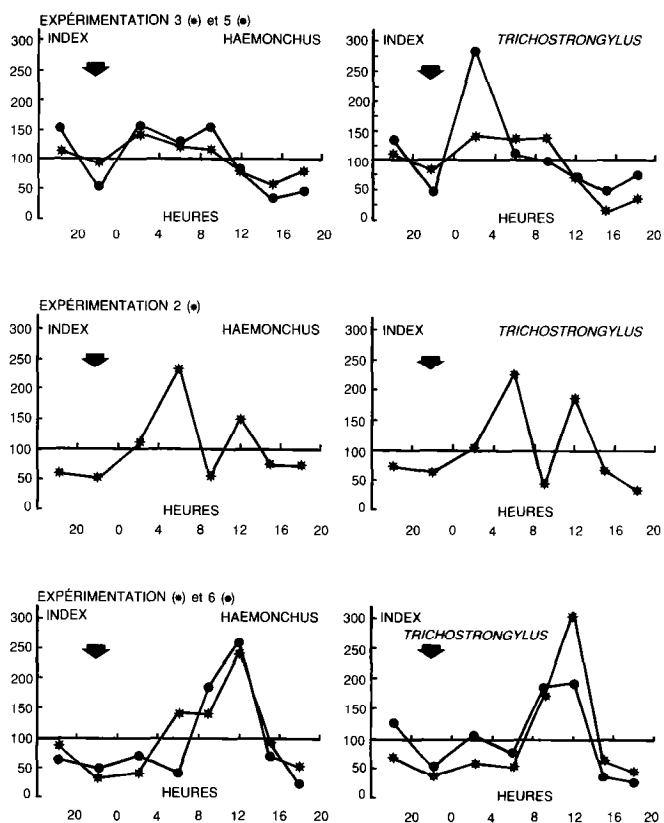 EXPÉRIMENTATION 3 (*) et 5 (●)
INDEX HAEMONCHUS
300
250
200
150
100
50
0
HEURES
20 0 4 8 12 16 20
INDEX TRICHOSTRONGYLUS
300
250
200
150
100
50
0
HEURES
20 0 4 8 12 16 20
EXPÉRIMENTATION 2 (*)
INDEX HAEMONCHUS
300
250
200
150
100
50
0
HEURES
20 0 4 8 12 16 20
INDEX TRICHOSTRONGYLUS
300
250
200
150
100
50
0
HEURES
20 0 4 8 12 16 20
EXPÉRIMENTATION (*) et 6 (●)
INDEX HAEMONCHUS
300
250
200
150
100
50
0
HEURES
20 0 4 8 12 16 20
INDEX
TRICHOSTRONGYLUS
300
250
200
150
100
50
0
HEURES
20 0 4 8 12 16 20